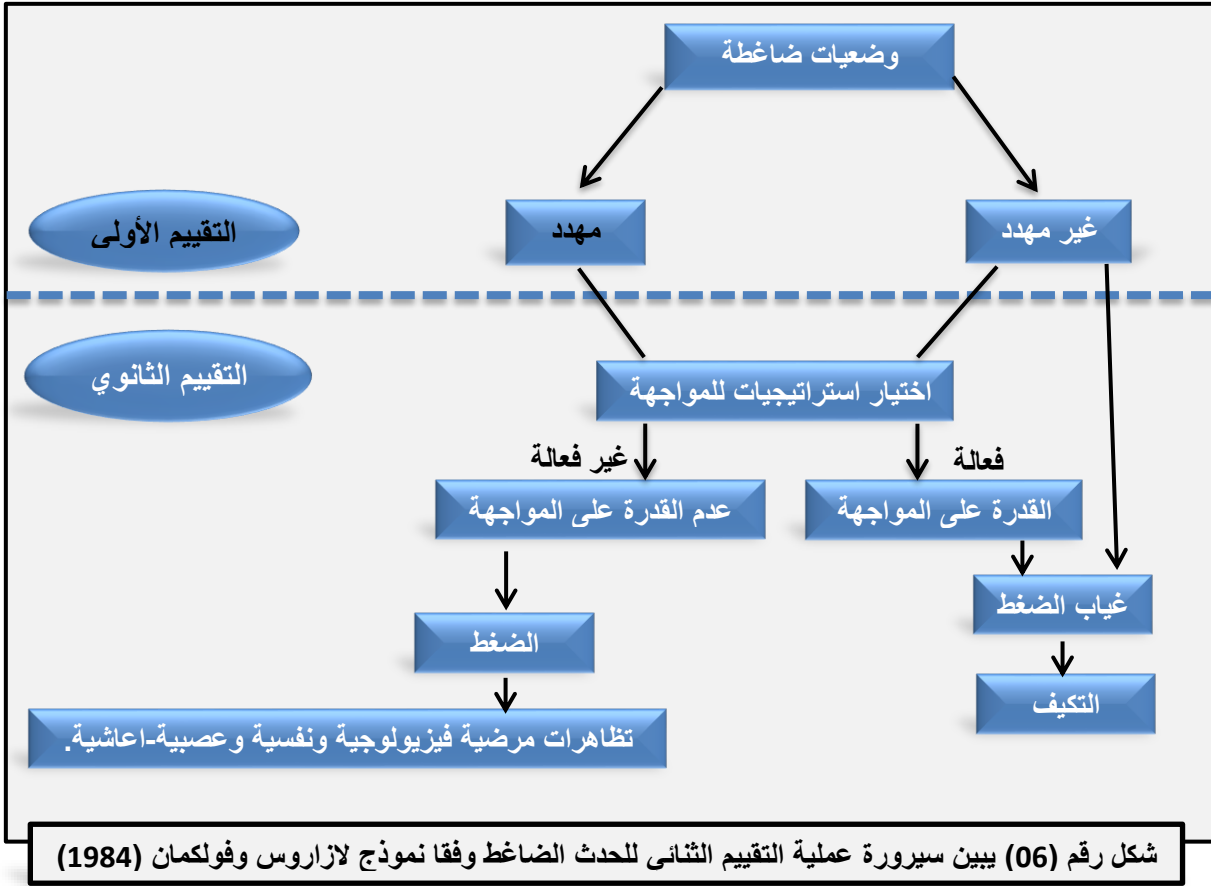 وضعيات ضاغطة
غير مهدد
مهدد
التقييم الأولى
التقييم الثانوي
اختيار استراتيجيات للمواجهة
فعالة
غير فعالة
القدرة على المواجهة
عدم القدرة على المواجهة
غياب الضغط
الضغط
التكيف
تظاهرات مرضية فيزيولوجية ونفسية وعصبية-اعاشية.
شكل رقم (06) يبين سيرورة عملية التقييم الثنائى للحدث الضاغط وفقا نموذج لازاروس وفولكمان (1984)